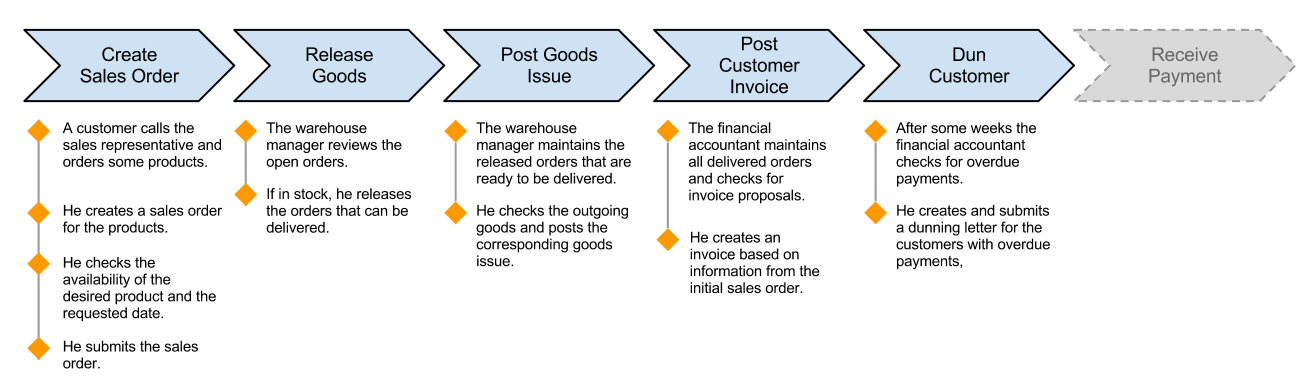 Create
Sales Order
Release
Goods
Post Goods
Issue
Post
Customer
Invoice
Dun
Customer
Receive
Payment
A customer calls the
sales representative and
orders some products.
He creates a sales order
for the products.
He checks the
availability of the
desired product and the
requested date.
He submits the sales
order.
The warehouse
manager reviews the
open orders.
If in stock, he releases
the orders that can be
delivered.
The warehouse
manager maintains the
released orders that are
ready to be delivered.
He checks the outgoing
goods and posts the
corresponding goods
issue.
The financial
accountant maintains
all delivered orders
and checks for
invoice proposals.
He creates an
invoice based on
information from the
initial sales order.
After some weeks the
financial accountant
checks for overdue
payments.
He creates and submits
a dunning letter for the
customers with overdue
payments,